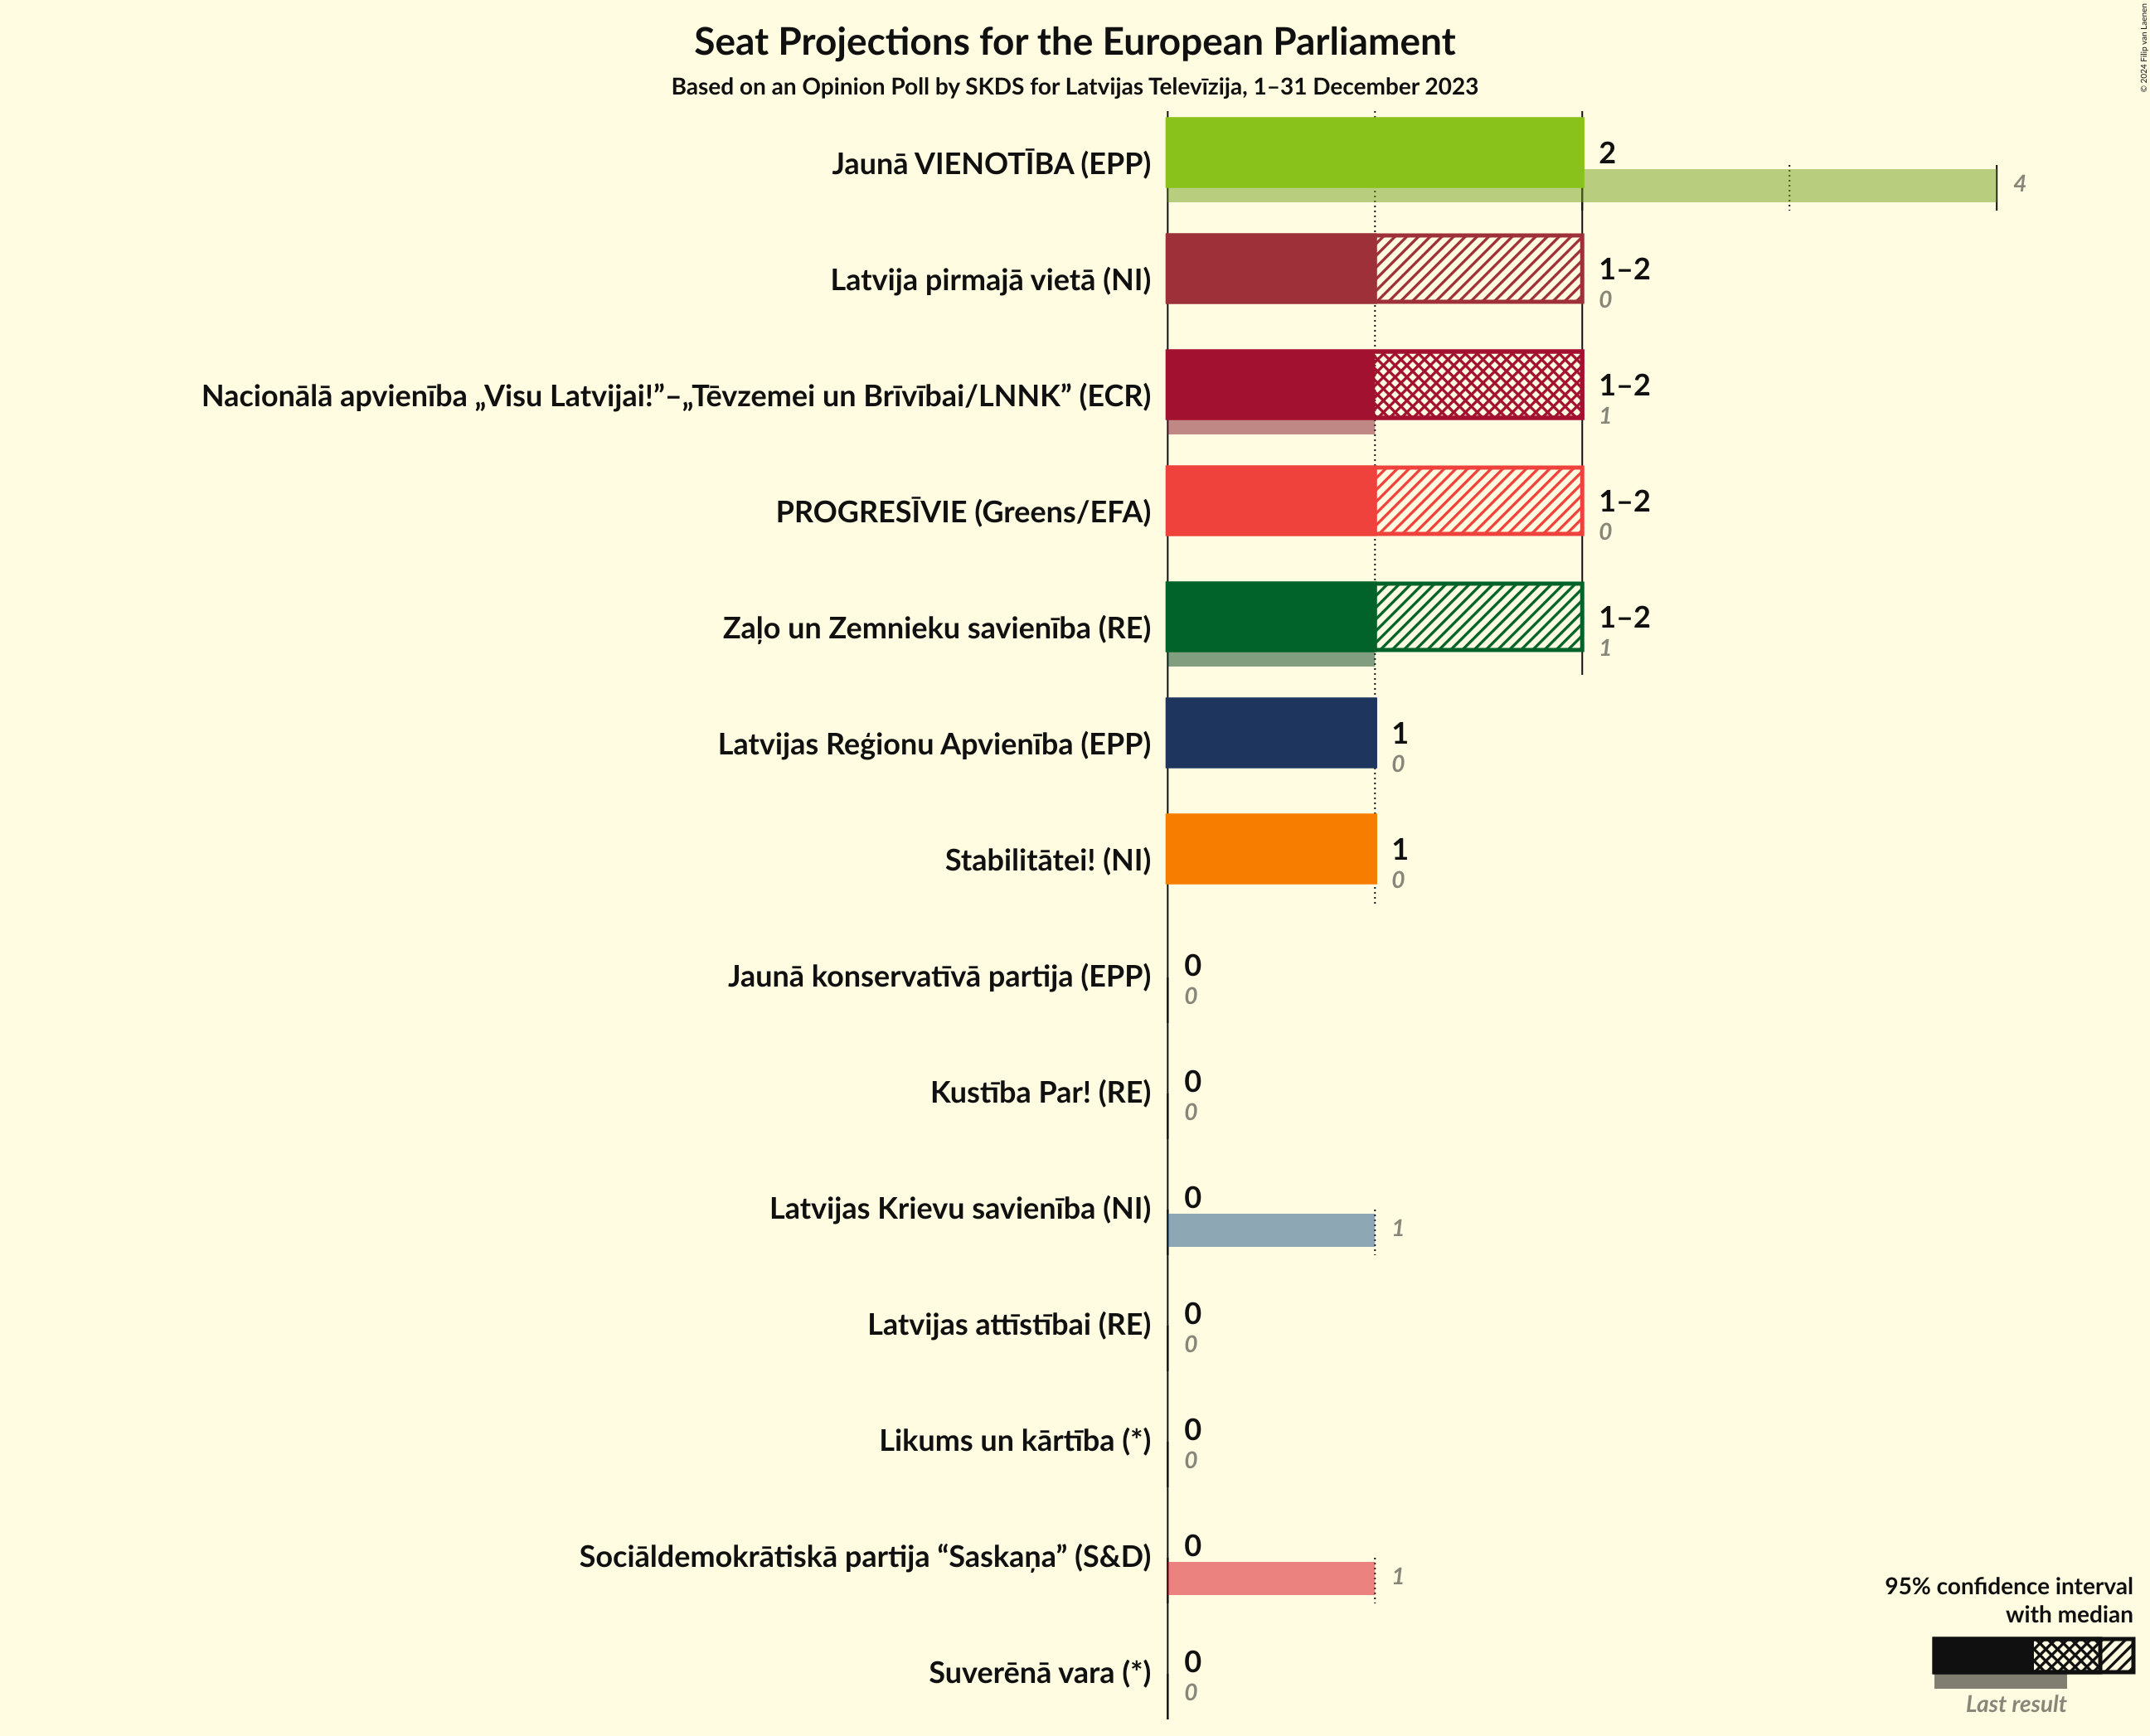 Seat Projections for the European Parliament
Based on an Opinion Poll by SKDS for Latvijas Televīzija, 1–31 December 2023
© 2024 Filip van Laenen
Jaunā VIENOTĪBA (EPP)
2
4
Latvija pirmajā vietā (NI)
1–2
0
Nacionālā apvienība „Visu Latvijai!”–„Tēvzemei un Brīvībai/LNNK” (ECR)
1–2
1
PROGRESĪVIE (Greens/EFA)
1–2
0
Zaļo un Zemnieku savienība (RE)
1–2
1
Latvijas Reģionu Apvienība (EPP)
1
0
Stabilitātei! (NI)
1
0
Jaunā konservatīvā partija (EPP)
0
0
Kustība Par! (RE)
0
0
Latvijas Krievu savienība (NI)
0
1
Latvijas attīstībai (RE)
0
0
Likums un kārtība (*)
0
0
Sociāldemokrātiskā partija “Saskaņa” (S&D)
0
1
Suverēnā vara (*)
0
0
95% confidence interval
with median
Last result